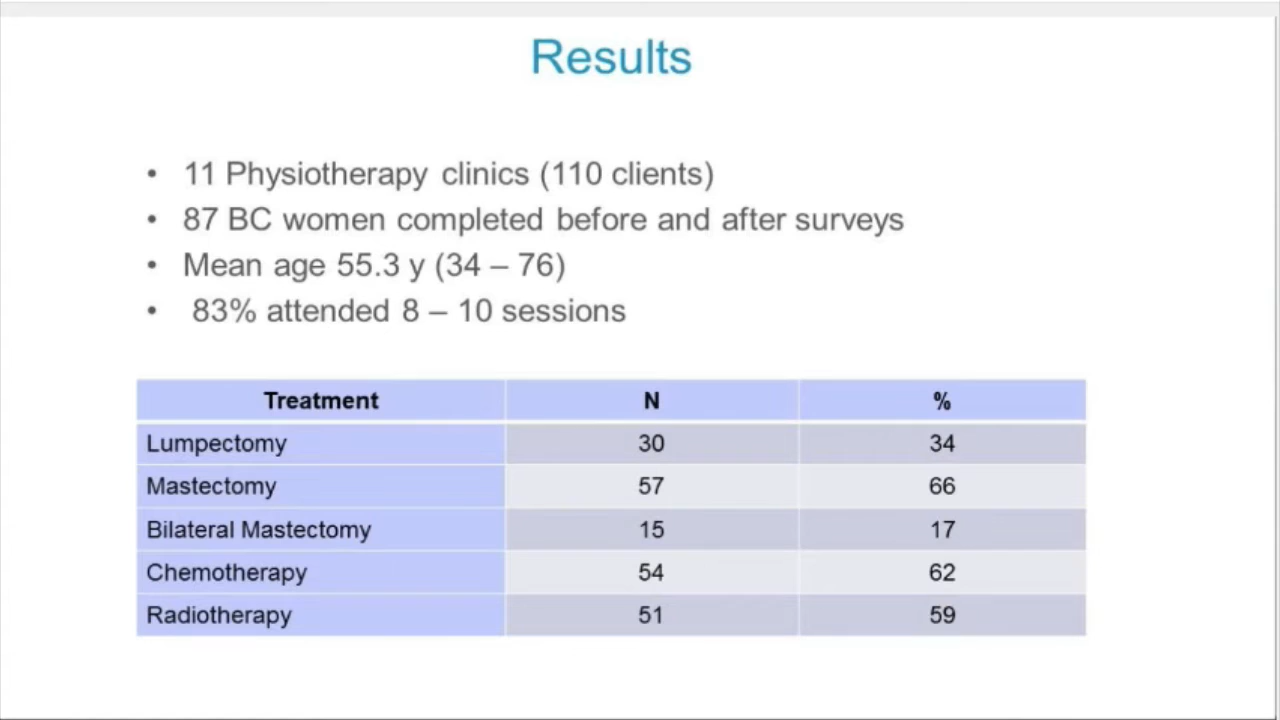 Results
• 11 Physiotherapy clinics (110 clients)
• 87 BC women completed before and after surveys
• Mean age 55.3 y (34 – 76)
• 83% attended 8 – 10 sessions
Treatment N %
Lumpectomy 30 34
Mastectomy 57 66
Bilateral Mastectomy 15 17
Chemotherapy 54 62
Radiotherapy 51 59